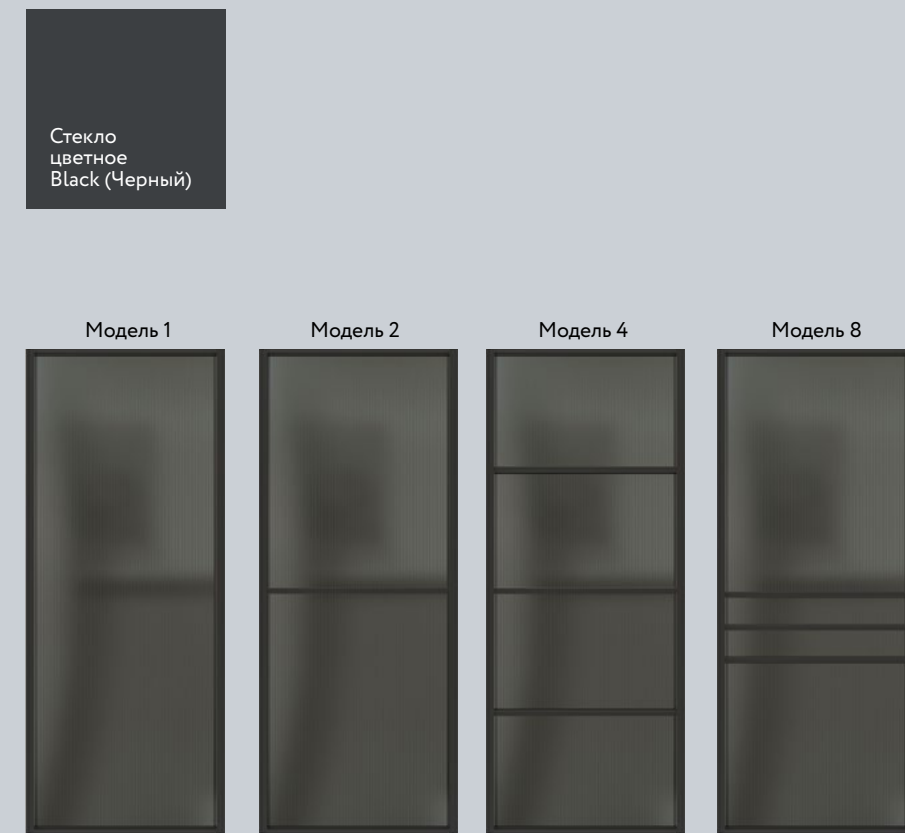 Стекло
цветное
Black (Черный)
Модель 1
Модель 2
Модель 4
Модель 8